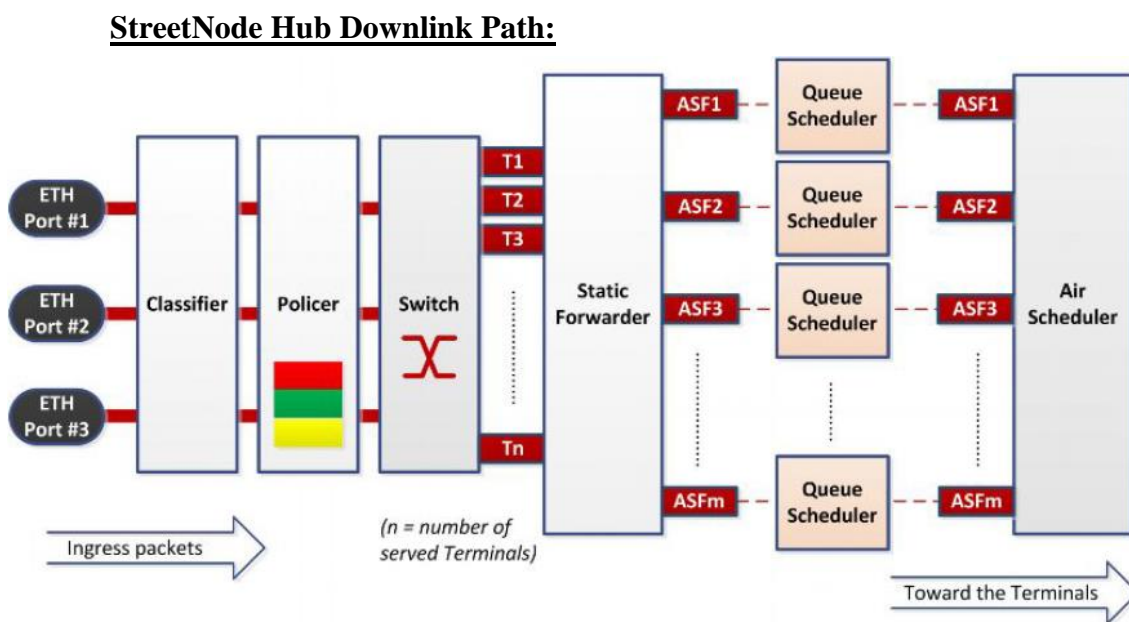 StreetNode Hub Downlink Path:
ETH
Port #1
ETH
Port #2
ETH
Port #3
Classifier
Policer
Switch
T1
T2
T3
Tn
(n = number of
served Terminals)
Static
Forwarder
ASF1
ASF2
ASF3
ASFm
Queue
Scheduler
Queue
Scheduler
Queue
Scheduler
Queue
Scheduler
ASF1
ASF2
ASF3
ASFm
Air
Scheduler
Ingress packets
Toward the Terminals